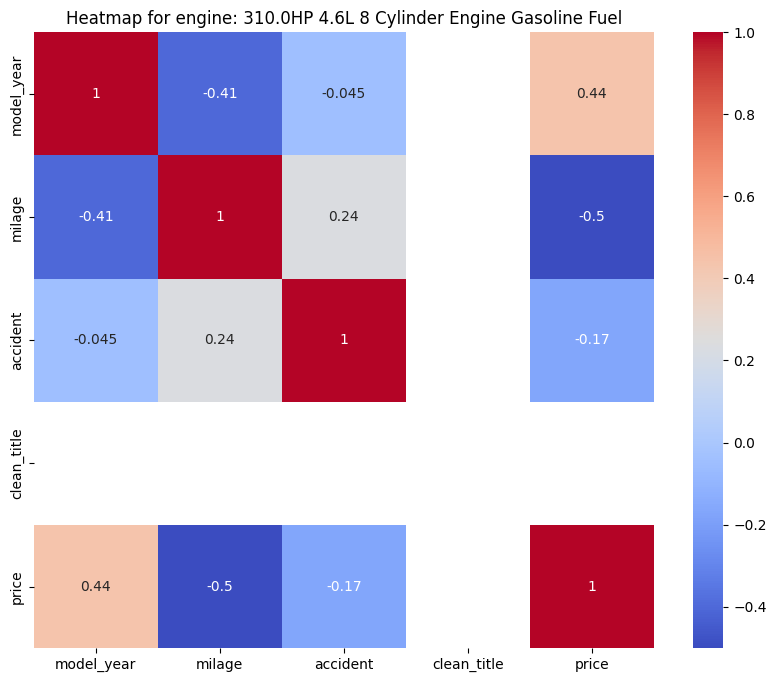 Heatmap for engine: 310.0HP 4.6L 8 Cylinder Engine Gasoline Fuel
model_year 1 -0.41 -0.045 0.44
milage -0.41 1 0.24 -0.5
accident -0.045 0.24 1 -0.17
clean_title
price 0.44 -0.5 -0.17 1
model_year milage accident clean_title price
1.0
0.8
0.6
0.4
0.2
0.0
−0.2
−0.4